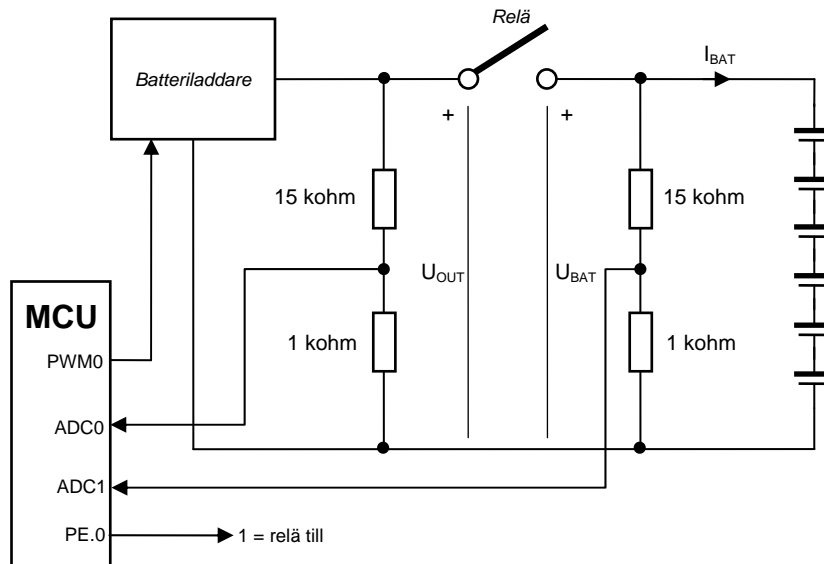 Relä
Batteriladdare
I_BAT
+
+
15 kohm
15 kohm
U_OUT
U_BAT
MCU
1 kohm
1 kohm
PWM0
ADC0
ADC1
PE.0
1 = relä till